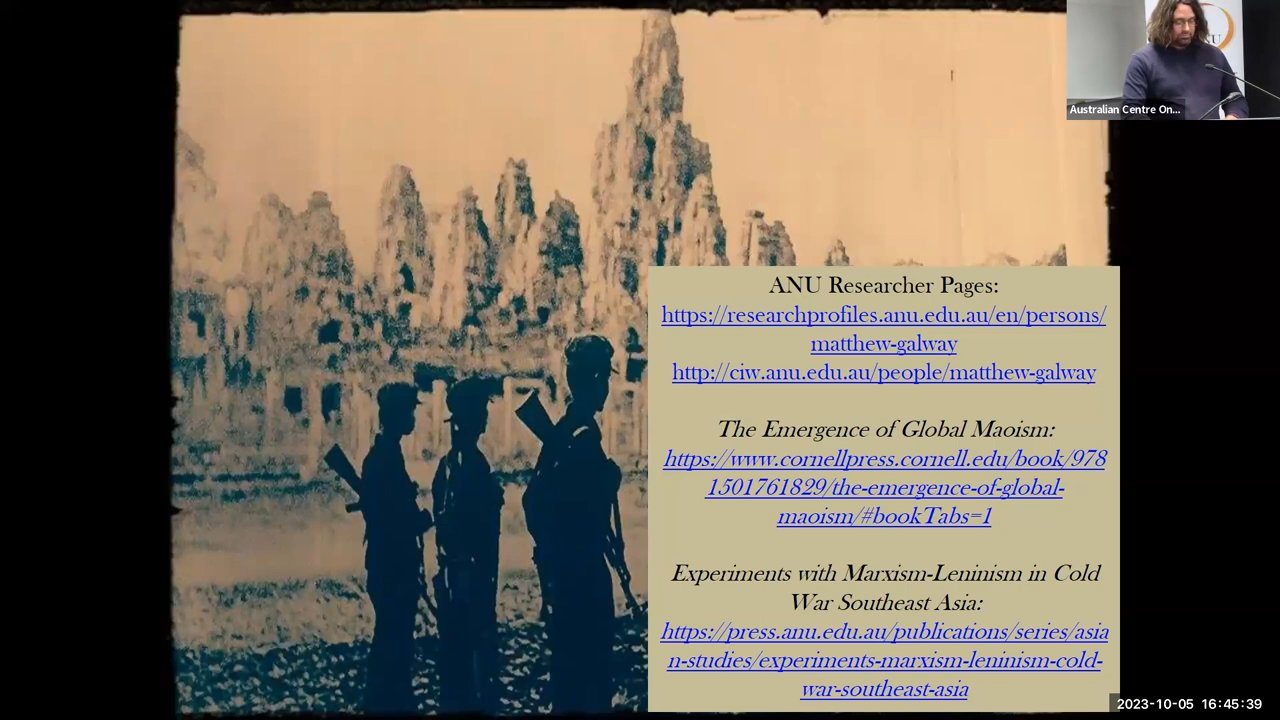 Australian Centre On...
ANU Researcher Pages:
https://researchprofiles.anu.edu.au/en/persons/
matthew-galway
http://ciw.anu.edu.au/people/matthew-galway
The Emergence of Global Maoism:
https://www.cornellpress.cornell.edu/book/978
1501761829/the-emergence-of-global-
maoism/#bookTabs=1
Experiments with Marxism-Leninism in Cold
War Southeast Asia:
https://press.anu.edu.au/publications/series/asia
n-studies/experiments-marxism-leninism-cold-
war-southeast-asia
2023-10-05 16:45:39